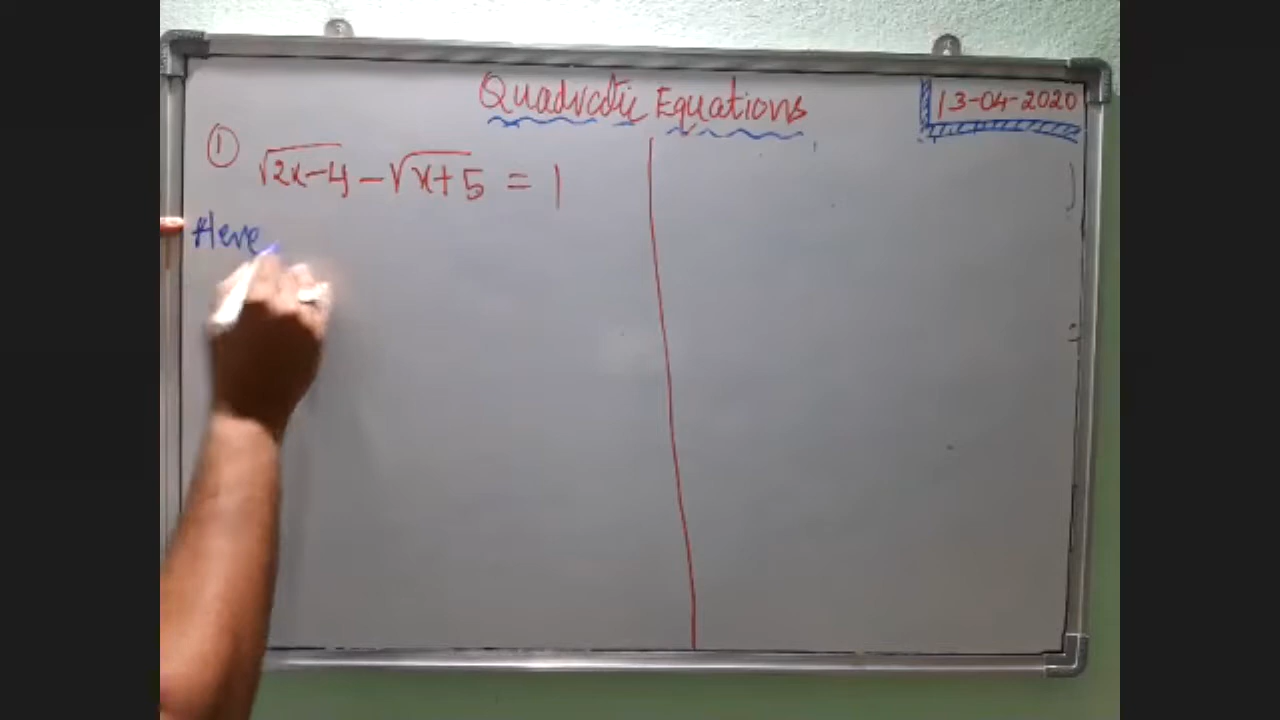 Quadratic Equations
13-04-2020
① √2x-4 - √x+5 = 1
Here